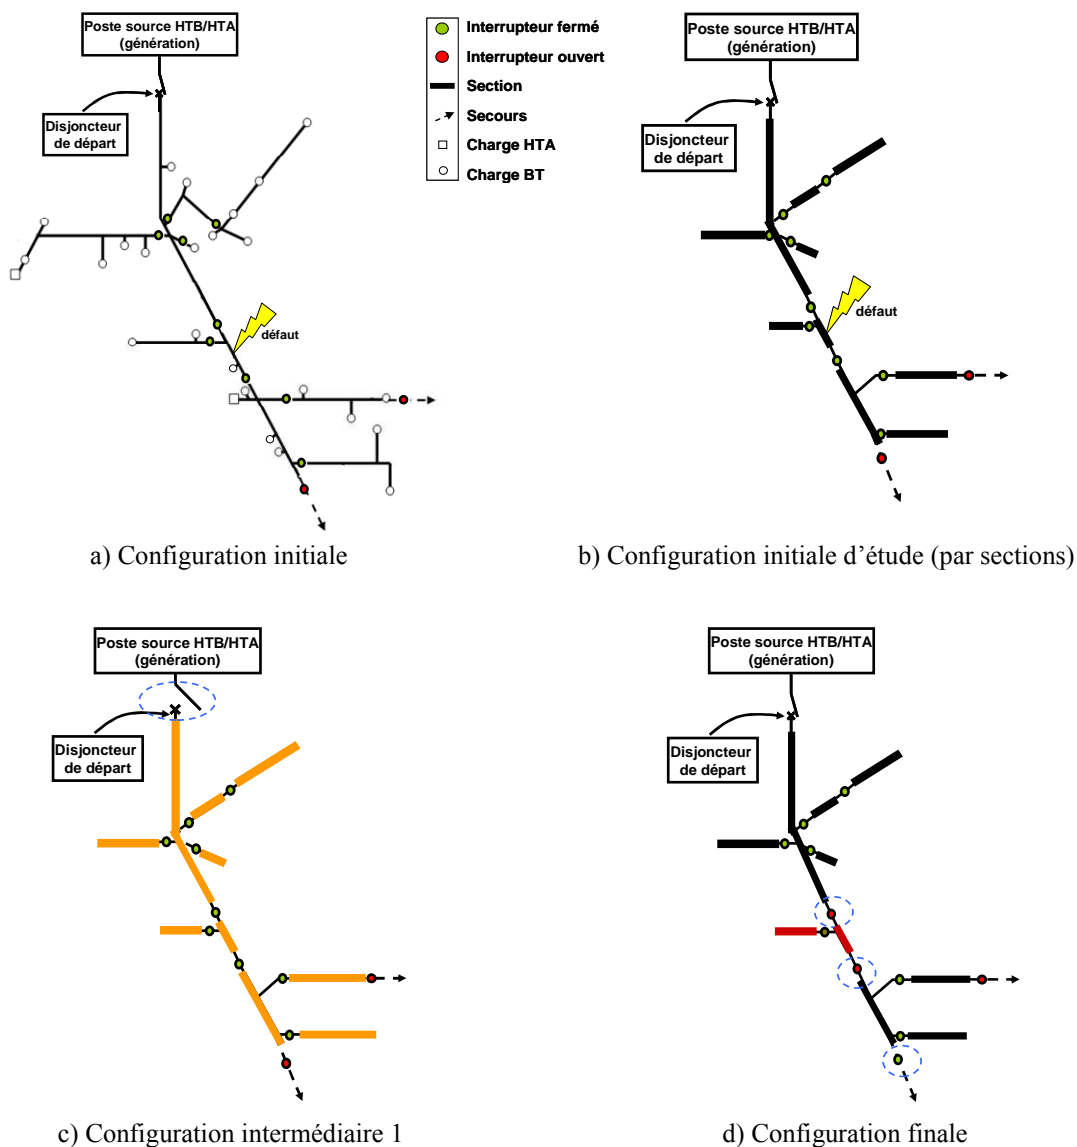 Poste source HTB/HTA
(génération)
Disjoncteur
de départ
défaut
Interrupteur fermé
Interrupteur ouvert
Section
Secours
Charge HTA
Charge BT
Poste source HTB/HTA
(génération)
Disjoncteur
de départ
défaut
a) Configuration initiale
b) Configuration initiale d’étude (par sections)
Poste source HTB/HTA
(génération)
Disjoncteur
de départ
Poste source HTB/HTA
(génération)
Disjoncteur
de départ
c) Configuration intermédiaire 1
d) Configuration finale